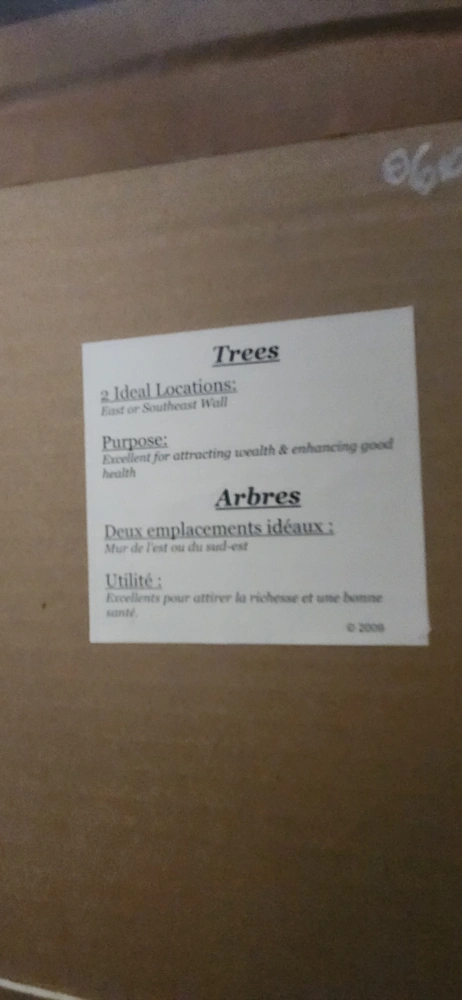 Trees
2 Ideal Locations:
East or Southeast Wall
Purpose:
Excellent for attracting wealth & enhancing good
health
Arbres
Deux emplacements idéaux :
Mur de l'est ou du sud-est
Utilité :
Excellents pour attirer la richesse et une bonne
santé.